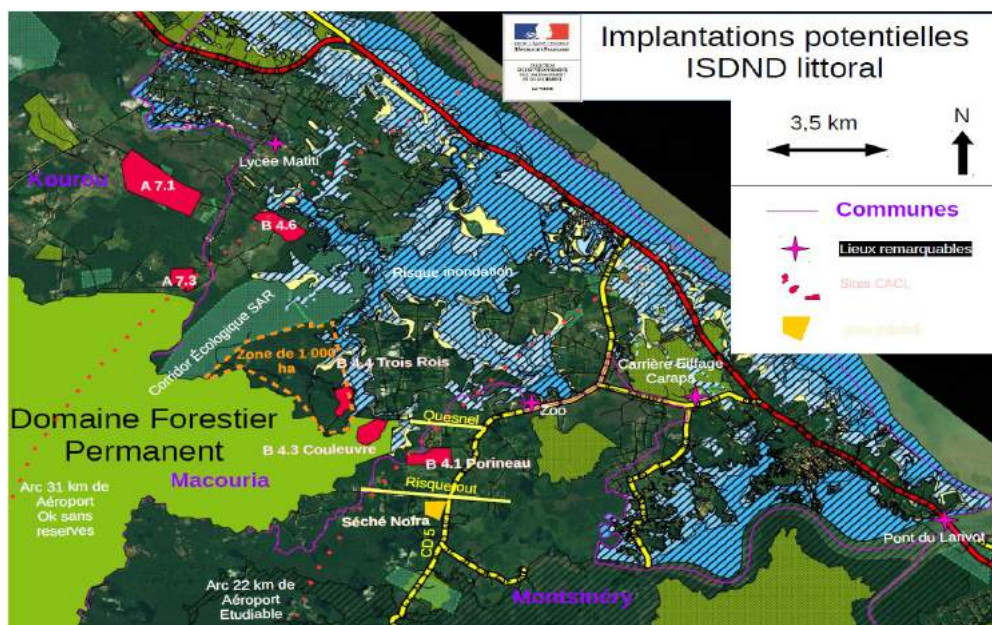 Implantations potentielles
ISDND littoral
3,5 km
N
Communes
Lieux remarquables
Sites CACL
Lycée Matiti
Kourou
A 7.1
B 4.6
A 7.3
Risque inondation
Corridor Écologique SAR
Zone de 1 000
ha
B 4.4 Trois Rois
Carrière Eiffage
Carapa
Zoo
Quesnel
Domaine Forestier
Permanent
B 4.3 Couleuvre
Macouria
B 4.1 Porineau
Risquetout
Arc 31 km de
Aéroport
Ok sans
reserves
Séché Nofra
CD 5
Pont du Larivot
Arc 22 km de
Aéroport
Etudiable
Montsinéry